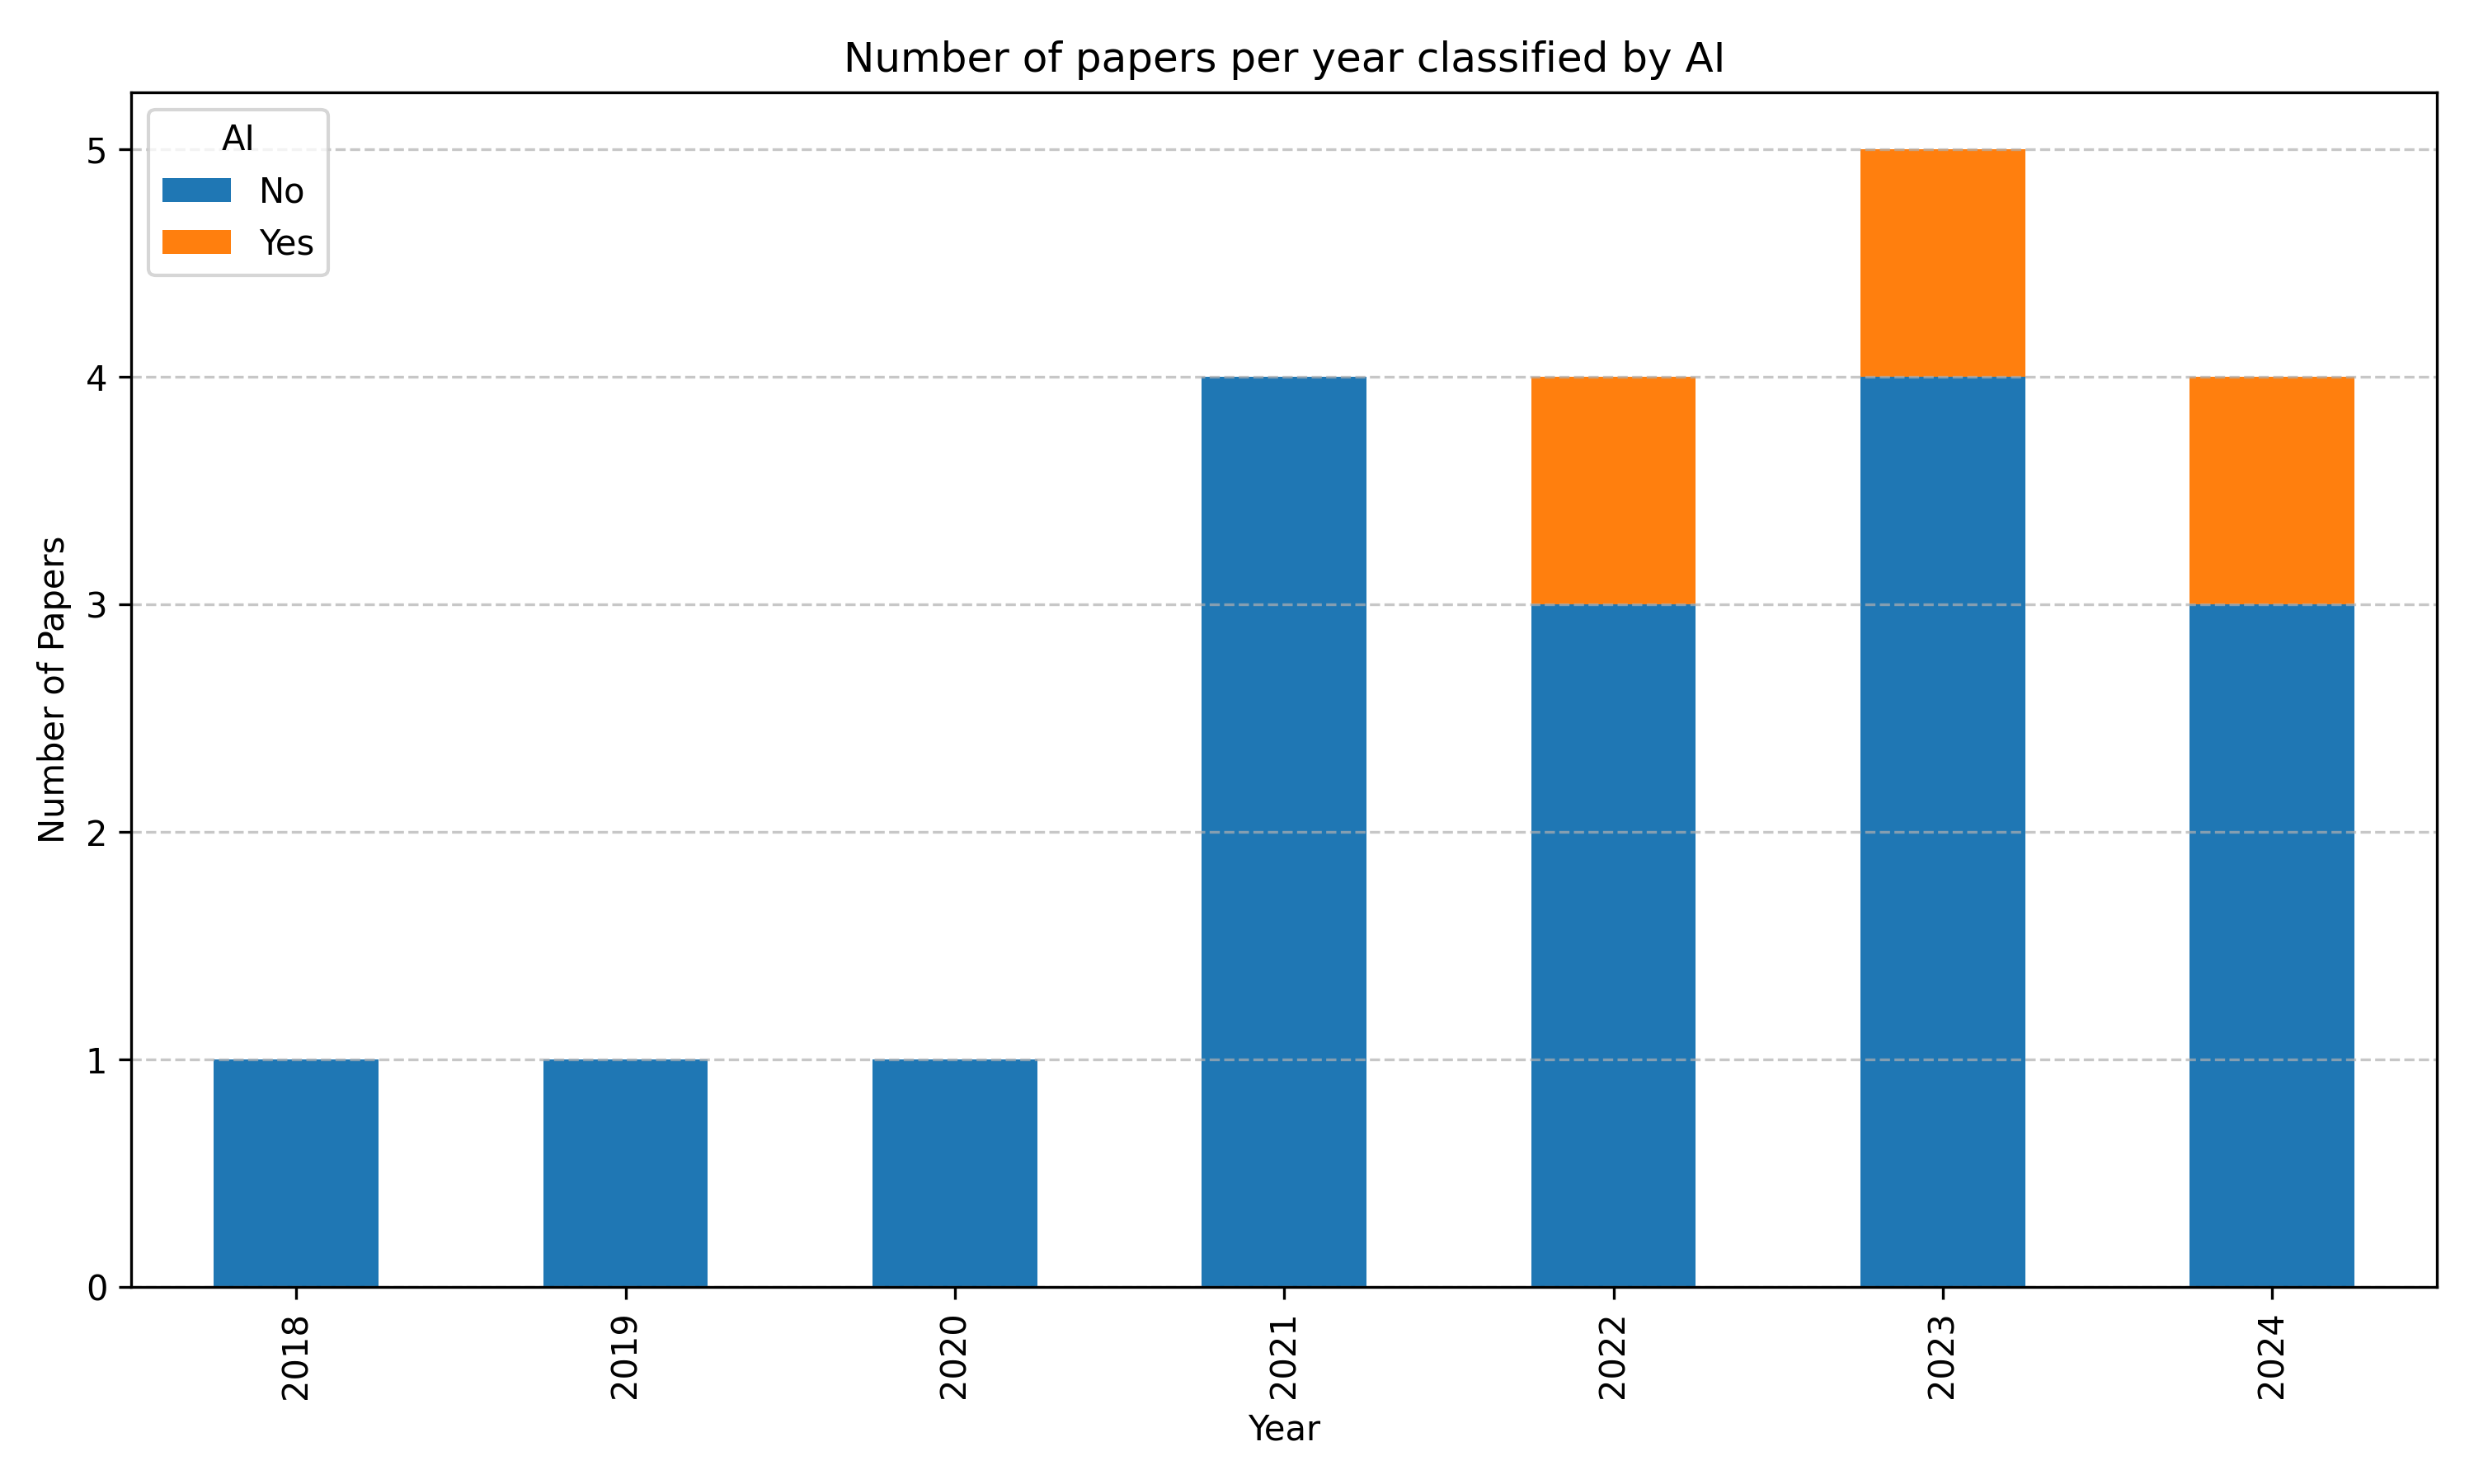 Number of papers per year classified by AI
AI
No
Yes
Number of Papers
5
4
3
2
1
0
2018
2019
2020
2021
2022
2023
2024
Year